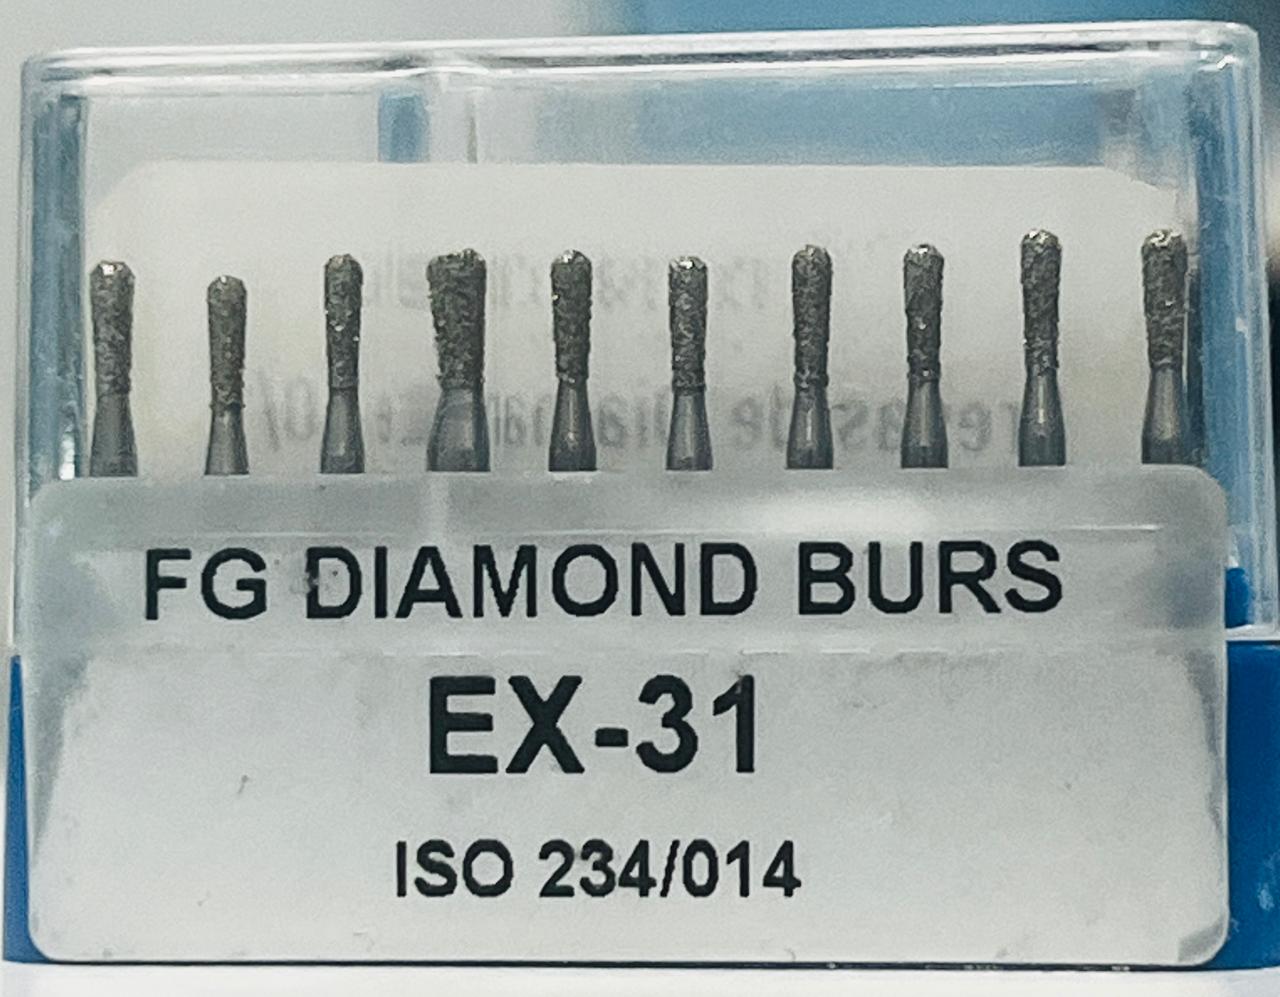 FG DIAMOND BURS
EX-31
ISO 234/014